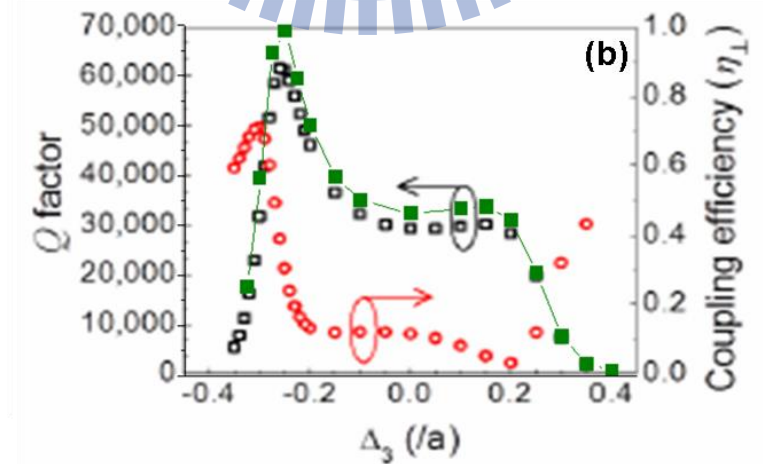 (b)
70,000
60,000
50,000
40,000
30,000
20,000
10,000
0
Q factor
1.0
0.8
0.6
0.4
0.2
0.0
Coupling efficiency (η⊥)
-0.4 -0.2 0.0 0.2 0.4
Δ₃ (/a)